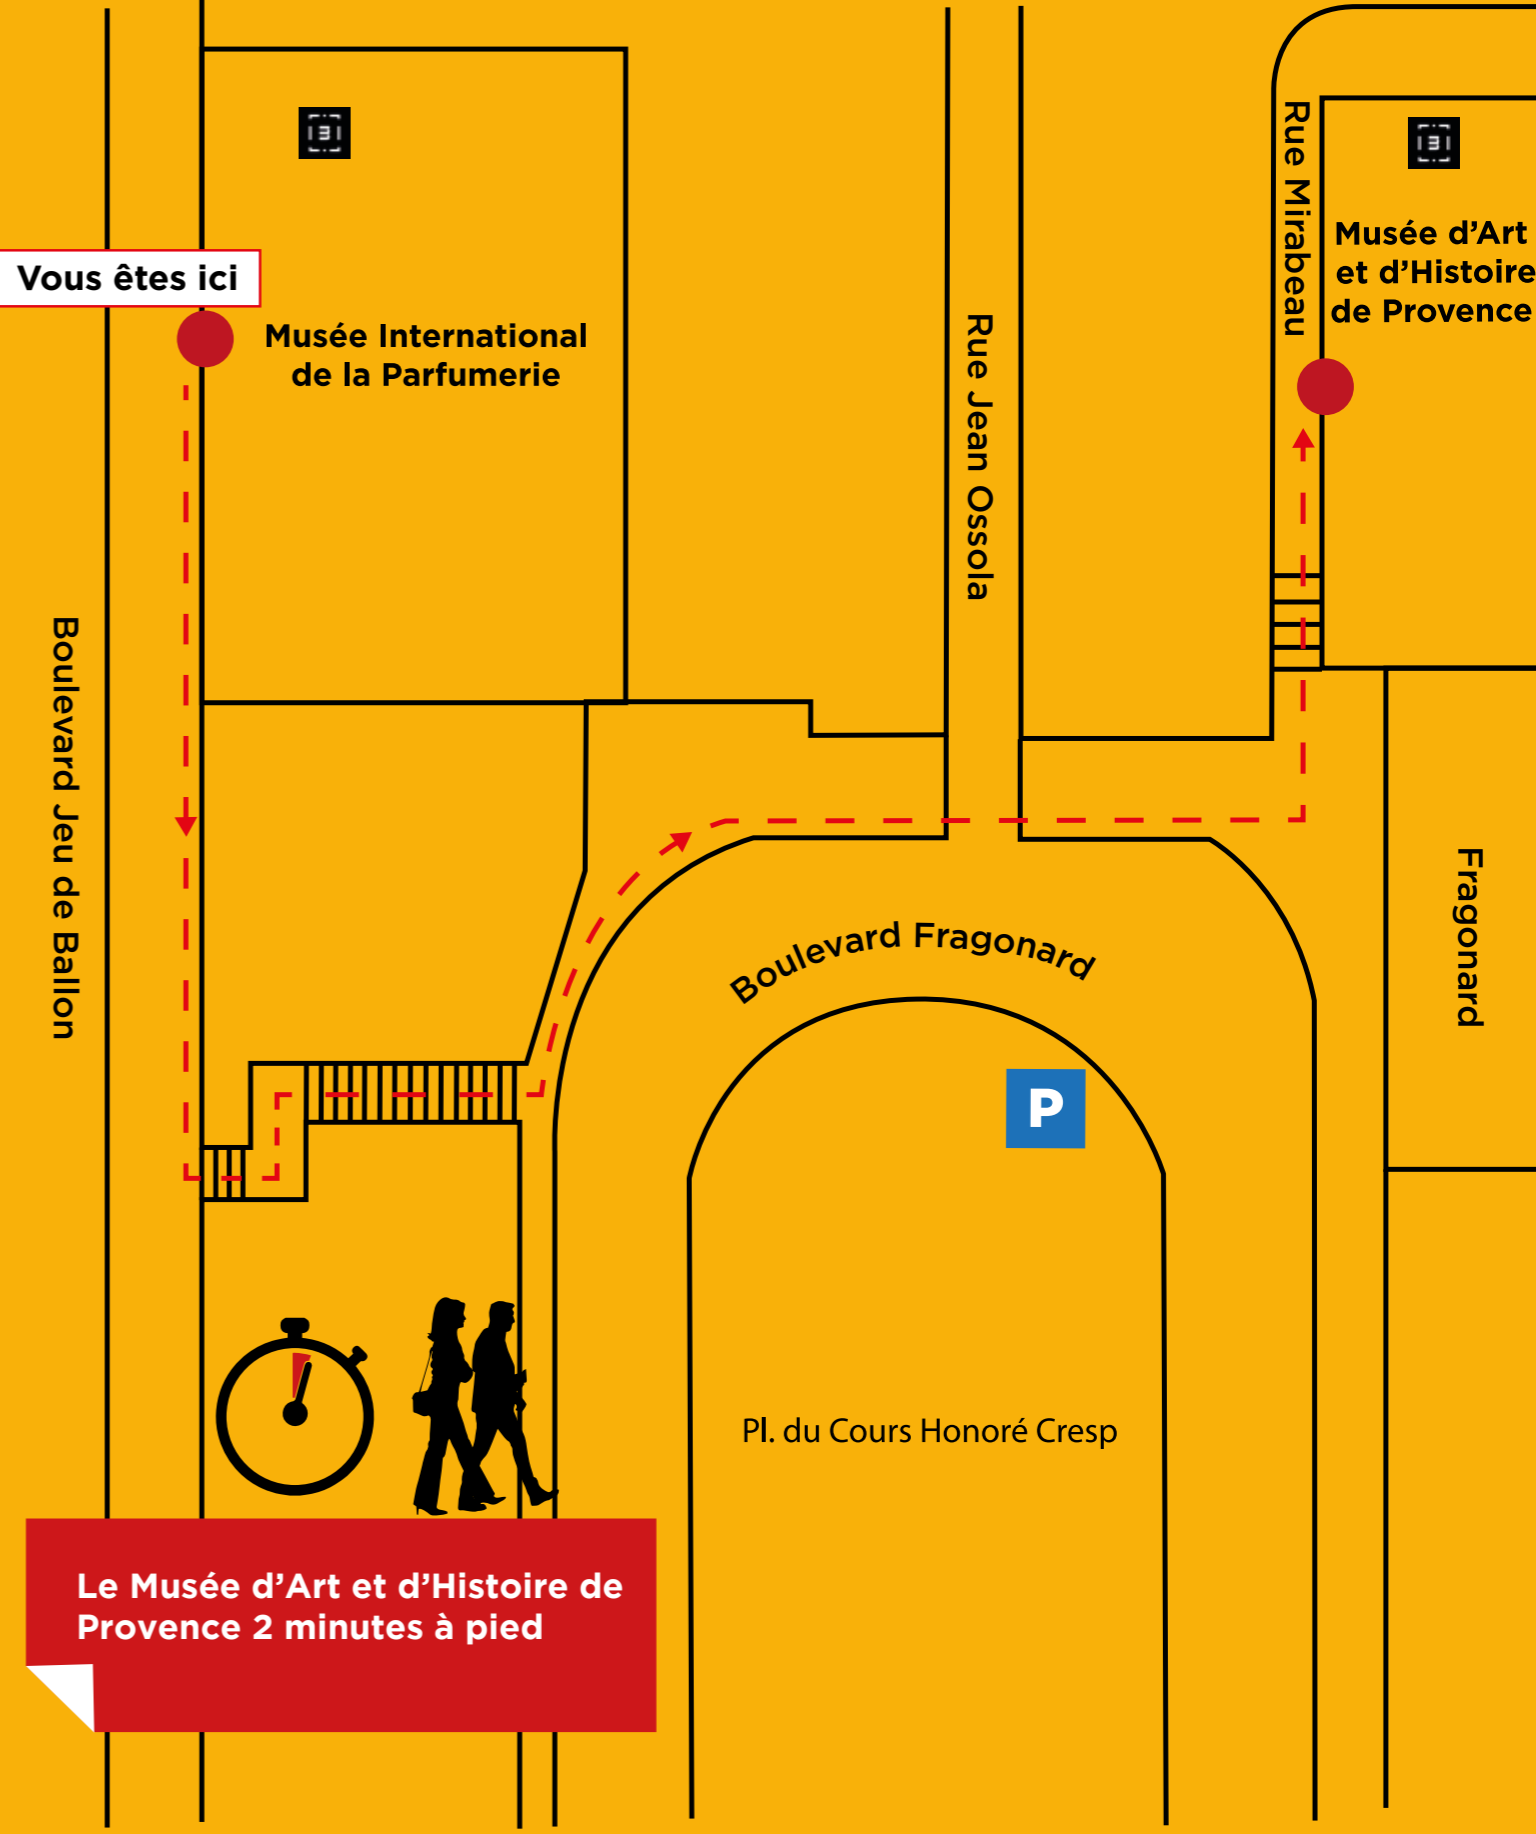 Rue Mirabeau
Musée d'Art
et d'Histoire
de Provence
Vous êtes ici
Musée International
de la Parfumerie
Rue Jean Ossola
Boulevard Jeu de Ballon
Fragonard
Boulevard Fragonard
P
Pl. du Cours Honoré Cresp
Le Musée d'Art et d'Histoire de
Provence 2 minutes à pied